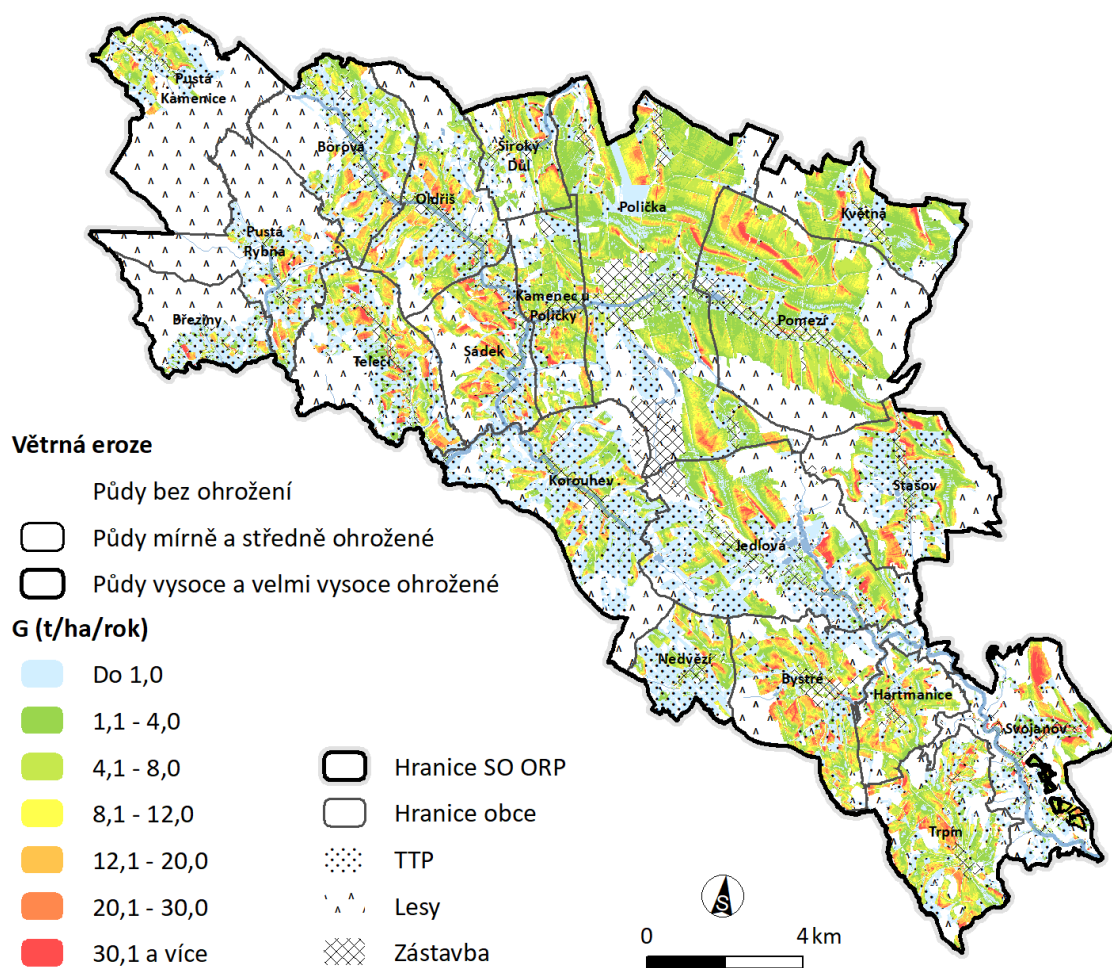 Pustá
Kamenice
Borová
Široký
Důl
Oldřiš
Polička
Květná
Pustá
Rybná
Kamenec u
Poličky
Březiny
Pomezí
Telecí
Sádek
Korouhev
Stašov
Jedlová
Nedvězí
Bystré
Hartmanice
Svojanov
Trpín
Větrná eroze
Půdy bez ohrožení
Půdy mírně a středně ohrožené
Půdy vysoce a velmi vysoce ohrožené
G (t/ha/rok)
Do 1,0
1,1 - 4,0
4,1 - 8,0
8,1 - 12,0
12,1 - 20,0
20,1 - 30,0
30,1 a více
Hranice SO ORP
Hranice obce
TTP
Lesy
Zástavba
S
0 4 km